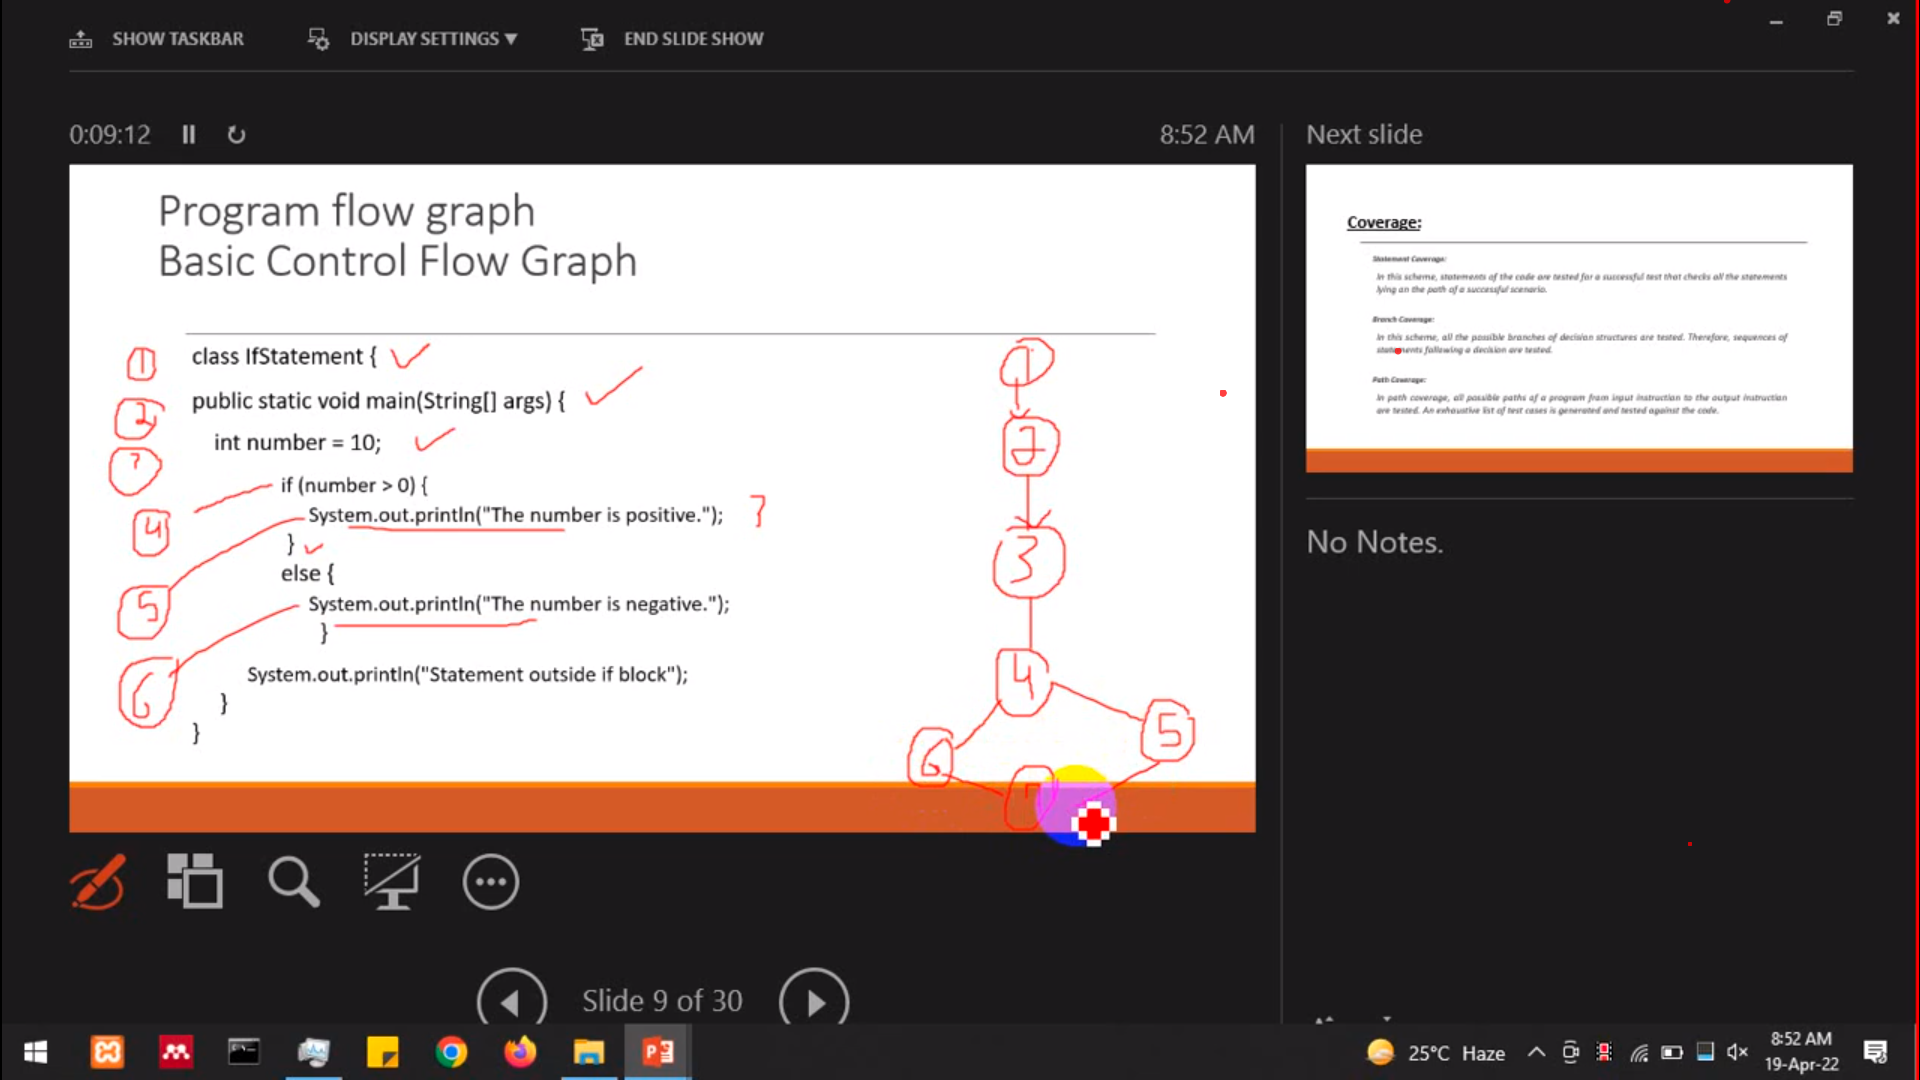 SHOW TASKBAR
DISPLAY SETTINGS ▼
END SLIDE SHOW
0:09:12
8:52 AM
Next slide
Program flow graph
Basic Control Flow Graph
1 class IfStatement {
2 public static void main(String[] args) {
int number = 10;
if (number > 0) {
4 System.out.println("The number is positive.");
}
else {
5 System.out.println("The number is negative.");
}
6 System.out.println("Statement outside if block");
}
}
1
2
3
4
5
6
7
Coverage:
Statement Coverage:
In this scheme, statements of the code are tested for a successful test that checks all the statements
lying on the path of a successful scenario.
Branch Coverage:
In this scheme, all the possible branches of decision structures are tested. Therefore, sequences of
statements following a decision are tested.
Path Coverage:
In path coverage, all possible paths of a program from input instruction to the output instruction
are tested. An exhaustive list of test cases is generated and tested against the code.
No Notes.
Slide 9 of 30
25°C Haze
8:52 AM
19-Apr-22